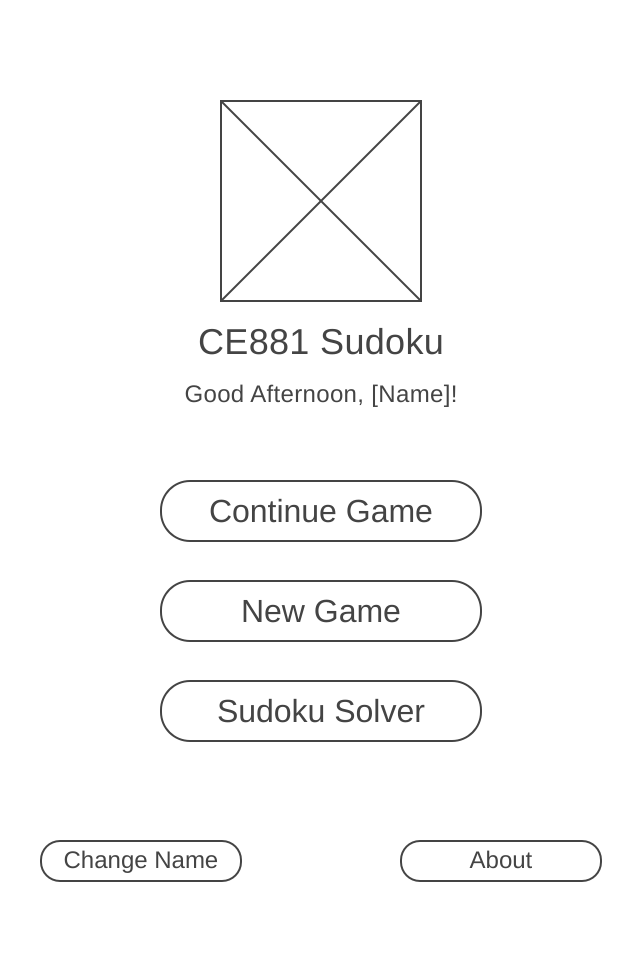 CE881 Sudoku
Good Afternoon, [Name]!
Continue Game
New Game
Sudoku Solver
Change Name
About